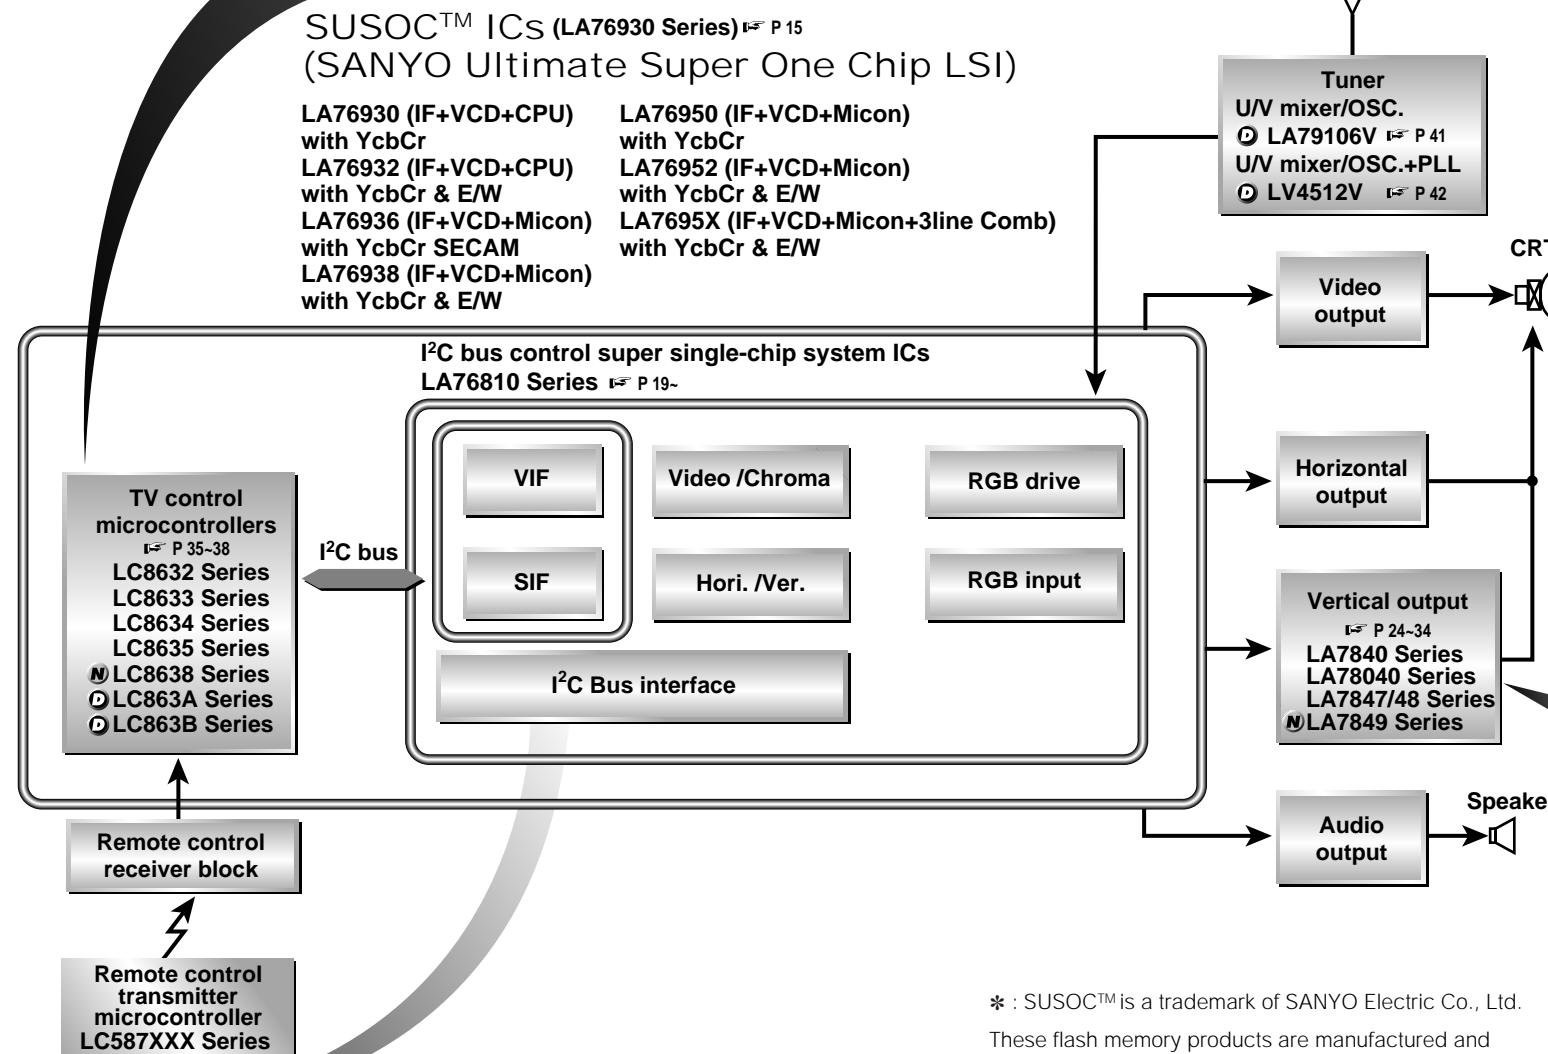 SUSOC™ ICs (LA76930 Series) ☞ P 15
(SANYO Ultimate Super One Chip LSI)
LA76930 (IF+VCD+CPU)
with YcbCr
LA76932 (IF+VCD+CPU)
with YcbCr & E/W
LA76936 (IF+VCD+Micon)
with YcbCr SECAM
LA76938 (IF+VCD+Micon)
with YcbCr & E/W
LA76950 (IF+VCD+Micon)
with YcbCr
LA76952 (IF+VCD+Micon)
with YcbCr & E/W
LA7695X (IF+VCD+Micon+3line Comb)
with YcbCr & E/W
Tuner
U/V mixer/OSC.
D LA79106V ☞ P 41
U/V mixer/OSC.+PLL
D LV4512V ☞ P 42
CRT
Video
output
I²C bus control super single-chip system ICs
LA76810 Series ☞ P 19~
VIF
Video /Chroma
RGB drive
SIF
Hori. /Ver.
RGB input
I²C Bus interface
Horizontal
output
TV control
microcontrollers
☞ P 35~38
LC8632 Series
LC8633 Series
LC8634 Series
LC8635 Series
N LC8638 Series
D LC863A Series
D LC863B Series
I²C bus
Vertical output
☞ P 24~34
LA7840 Series
LA78040 Series
LA7847/48 Series
N LA7849 Series
Speake
Audio
output
Remote control
receiver block
Remote control
transmitter
microcontroller
LC587XXX Series
✽ : SUSOC™ is a trademark of SANYO Electric Co., Ltd.
These flash memory products are manufactured and